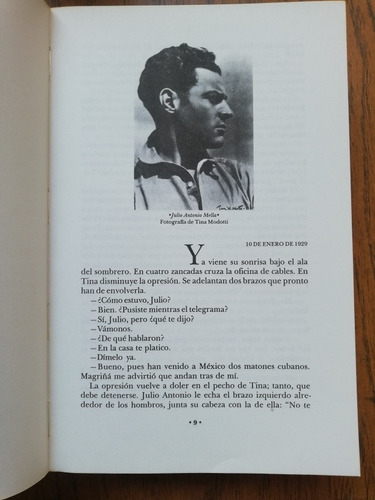 «Julio Antonio Mella»
Fotografía de Tina Modotti
10 DE ENERO DE 1929
Ya viene su sonrisa bajo el ala
del sombrero. En cuatro zancadas cruza la oficina de cables. En
Tina disminuye la opresión. Se adelantan dos brazos que pronto
han de envolverla.
—¿Cómo estuvo, Julio?
—Bien. ¿Pusiste mientras el telegrama?
—Sí, Julio, pero ¿qué te dijo?
—Vámonos.
—¿De qué hablaron?
—En la casa te platico.
—Dímelo ya.
—Bueno, pues han venido a México dos matones cubanos.
Magriñá me advirtió que andan tras de mí.
La opresión vuelve a doler en el pecho de Tina; tanto, que
debe detenerse. Julio Antonio le echa el brazo izquierdo alre-
dedor de los hombros, junta su cabeza con la de ella: “No te
• 9 •